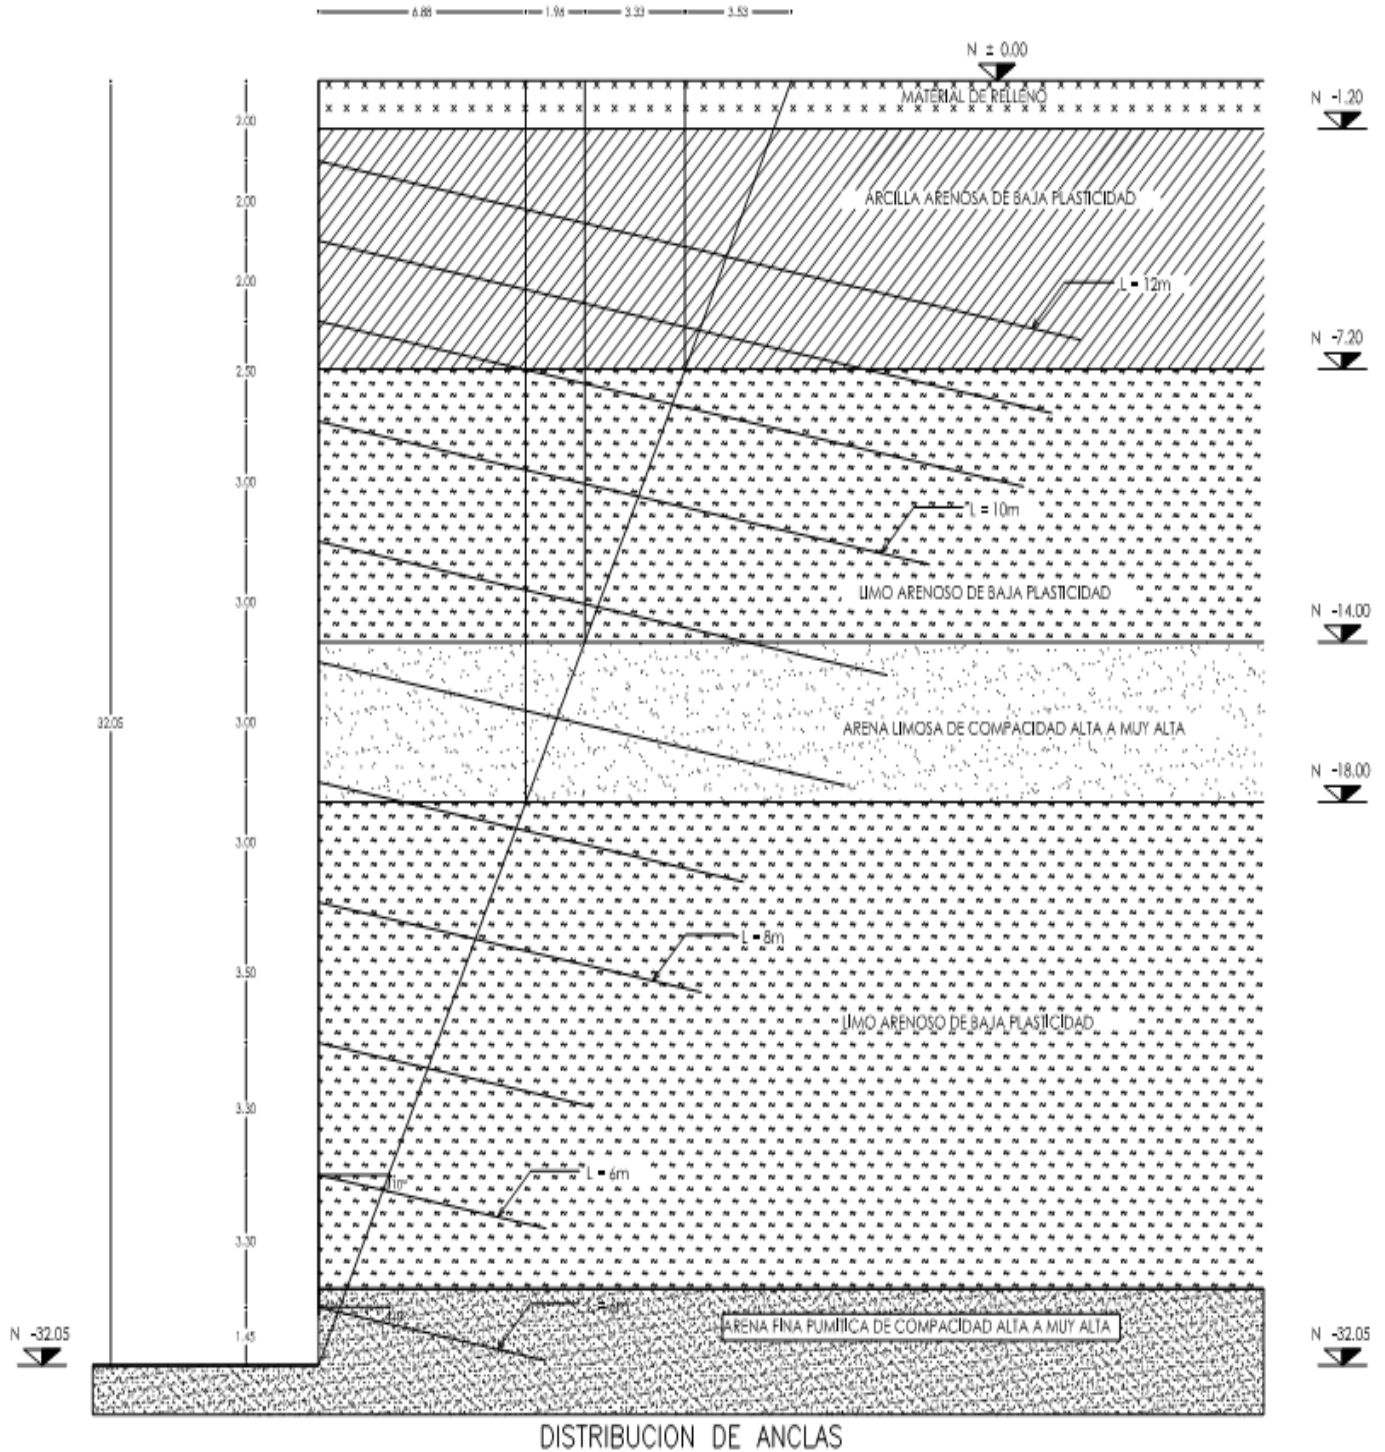 6.88 1.98 3.33 3.53
N ± 0.00
MATERIAL DE RELLENO
N -1.20
2.00
2.00
ARCILLA ARENOSA DE BAJA PLASTICIDAD
2.00
L = 12m
N -7.20
2.50
3.00
L = 10m
LIMO ARENOSO DE BAJA PLASTICIDAD
3.00
N -14.00
32.05
3.00
ARENA LIMOSA DE COMPACIDAD ALTA A MUY ALTA
N -18.00
3.00
L = 8m
3.50
LIMO ARENOSO DE BAJA PLASTICIDAD
3.30
L = 6m
3.30
L = 6m
ARENA FINA PUMITICA DE COMPACIDAD ALTA A MUY ALTA
N -32.05
1.45
N -32.05
DISTRIBUCION DE ANCLAS